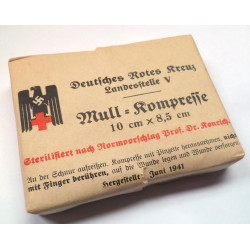 Deutsches Rotes Kreuz
Landesstelle V
Mull-Kompresse
10 cm x 8,5 cm
Sterilisiert nach Normvorschlag Prof. Dr. Konrich.
An der Schnur aufreißen. Kompresse mit Pinzette herausnehmen, nicht
mit Finger berühren, auf die Wunde legen und Wunde verbinden.
Hergestellt: Juni 1941